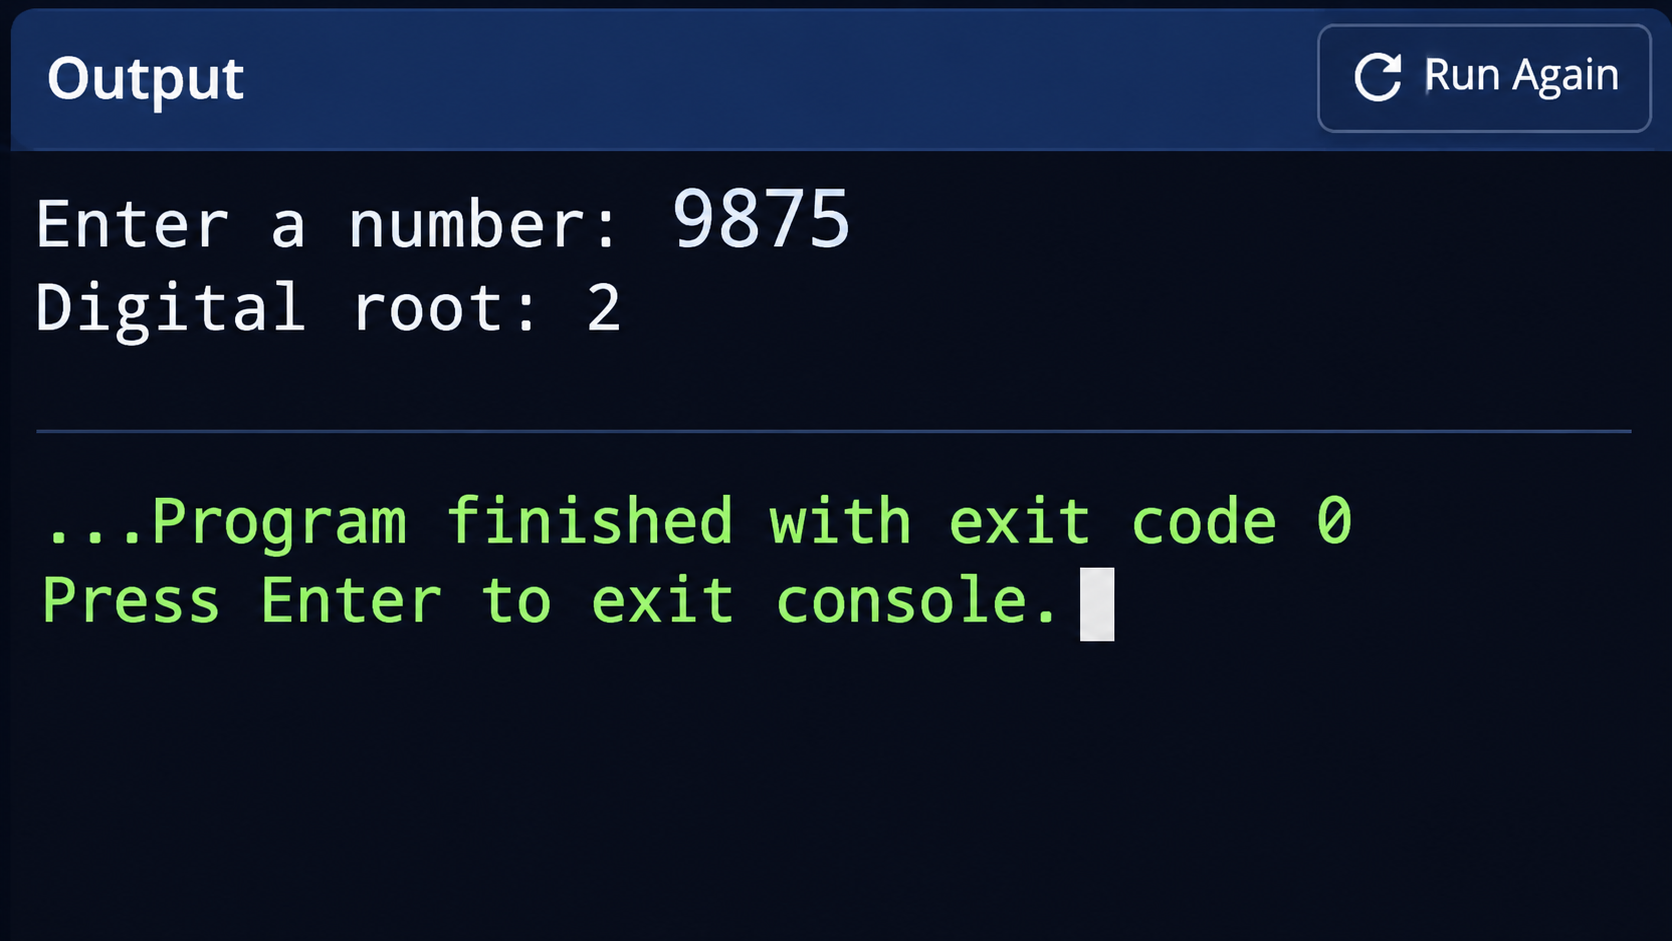 Output
Run Again
Enter a number: 9875
Digital root: 2
...Program finished with exit code 0
Press Enter to exit console.